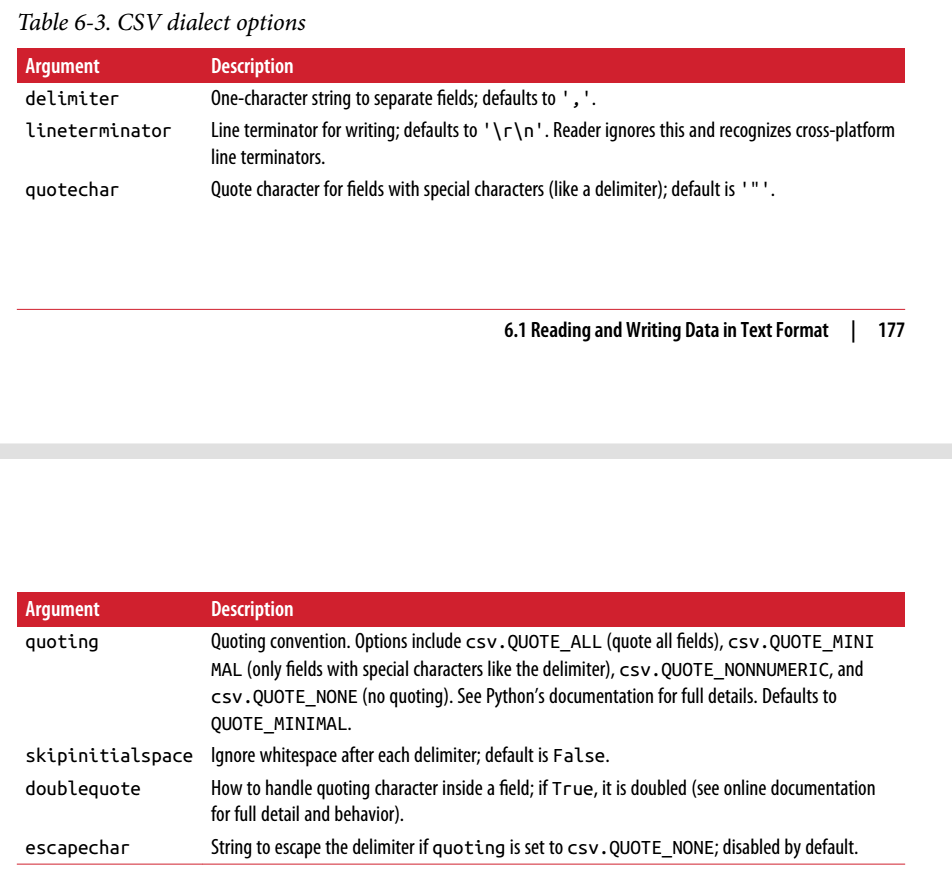 Table 6-3. CSV dialect options
Argument Description
delimiter One-character string to separate fields; defaults to ','.
lineterminator Line terminator for writing; defaults to '\r\n'. Reader ignores this and recognizes cross-platform
line terminators.
quotechar Quote character for fields with special characters (like a delimiter); default is '"'.
6.1 Reading and Writing Data in Text Format | 177
Argument Description
quoting Quoting convention. Options include csv.QUOTE_ALL (quote all fields), csv.QUOTE_MINI
MAL (only fields with special characters like the delimiter), csv.QUOTE_NONNUMERIC, and
csv.QUOTE_NONE (no quoting). See Python’s documentation for full details. Defaults to
QUOTE_MINIMAL.
skipinitialspace Ignore whitespace after each delimiter; default is False.
doublequote How to handle quoting character inside a field; if True, it is doubled (see online documentation
for full detail and behavior).
escapechar String to escape the delimiter if quoting is set to csv.QUOTE_NONE; disabled by default.